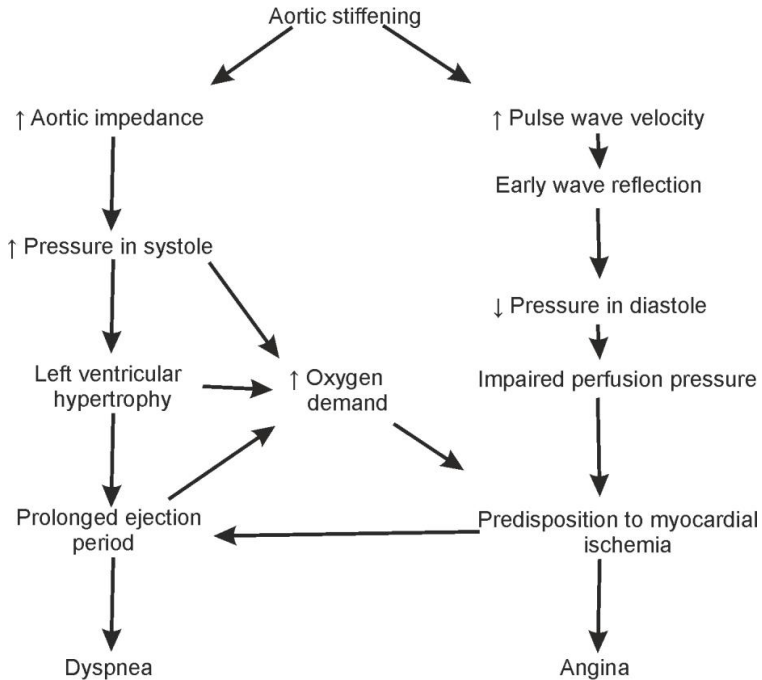 Aortic stiffening
↑ Aortic impedance
↑ Pulse wave velocity
Early wave reflection
↑ Pressure in systole
↓ Pressure in diastole
Left ventricular
hypertrophy
↑ Oxygen
demand
Impaired perfusion pressure
Prolonged ejection
period
Predisposition to myocardial
ischemia
Dyspnea
Angina